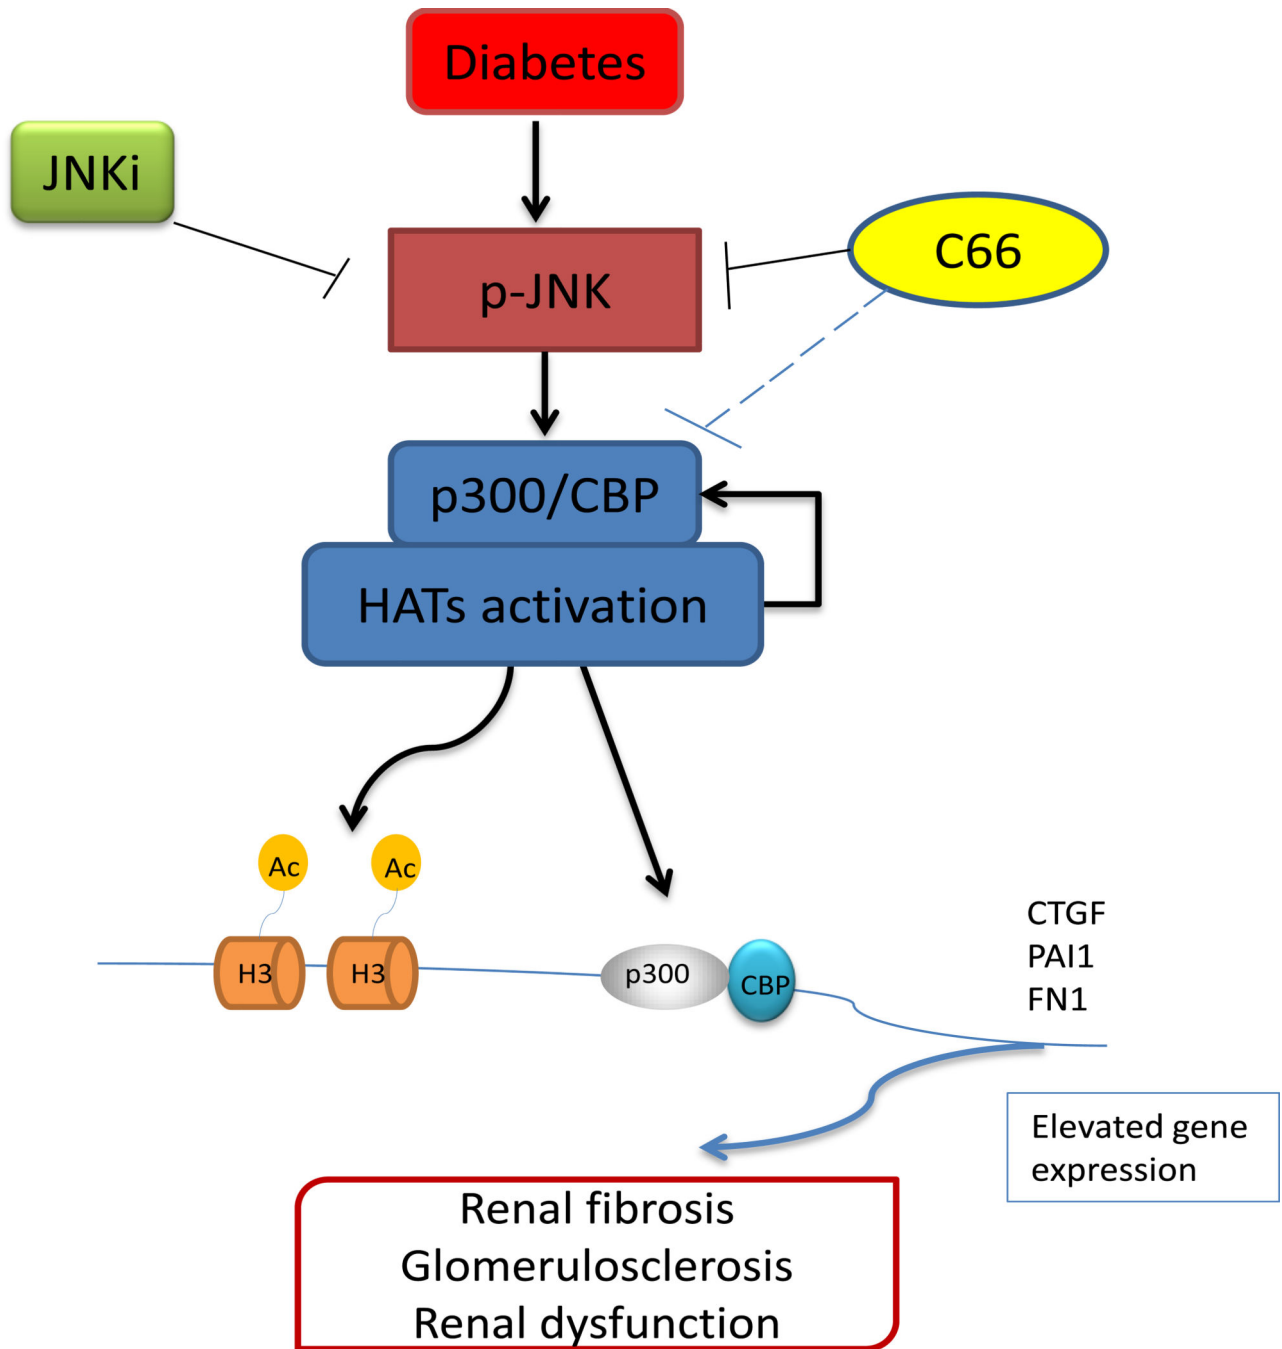 Diabetes
JNKi
C66
p-JNK
p300/CBP
HATs activation
Ac
Ac
H3
H3
p300
CBP
CTGF
PAI1
FN1
Elevated gene
expression
Renal fibrosis
Glomerulosclerosis
Renal dysfunction